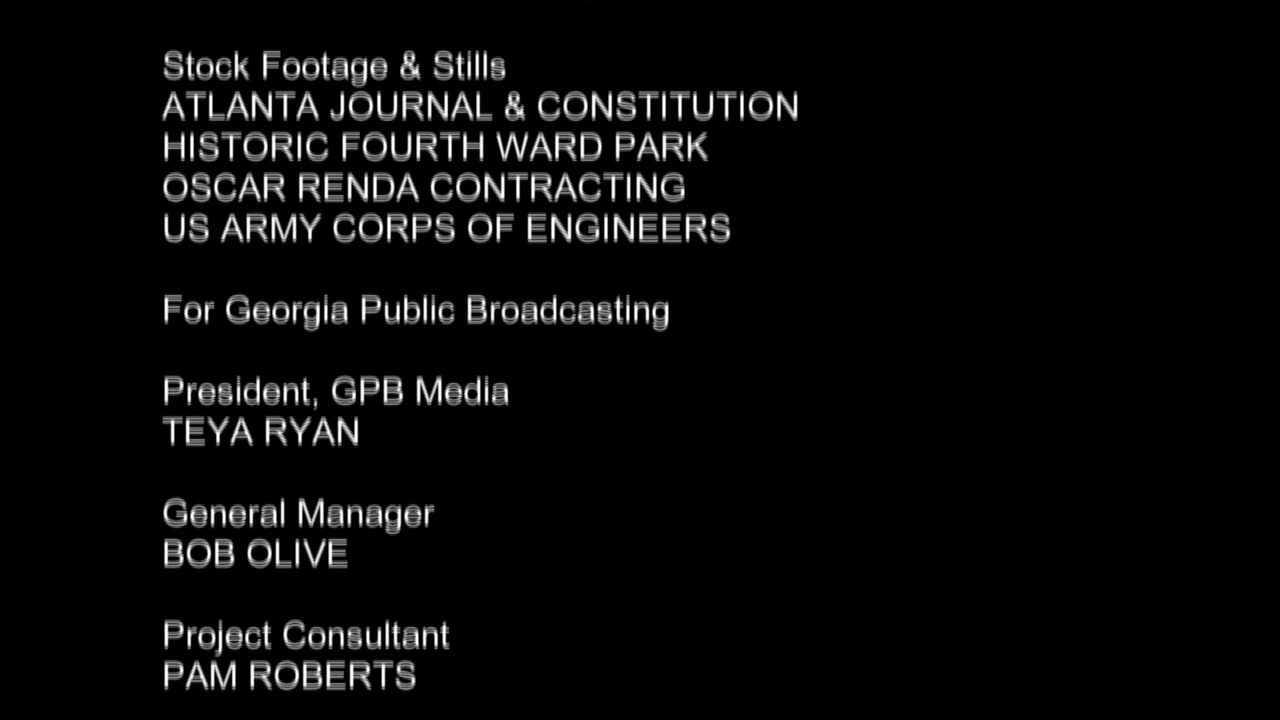 Stock Footage & Stills
ATLANTA JOURNAL & CONSTITUTION
HISTORIC FOURTH WARD PARK
OSCAR RENDA CONTRACTING
US ARMY CORPS OF ENGINEERS
For Georgia Public Broadcasting
President, GPB Media
TEYA RYAN
General Manager
BOB OLIVE
Project Consultant
PAM ROBERTS